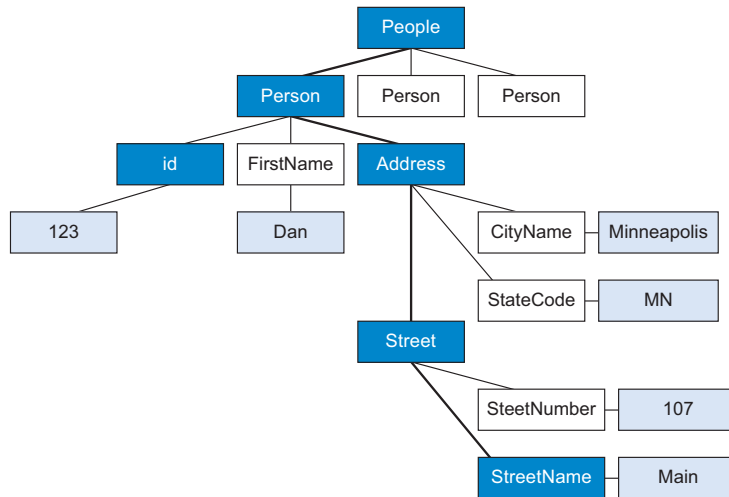 People
Person Person Person
id FirstName Address
123 Dan CityName Minneapolis
StateCode MN
Street
SteetNumber 107
StreetName Main